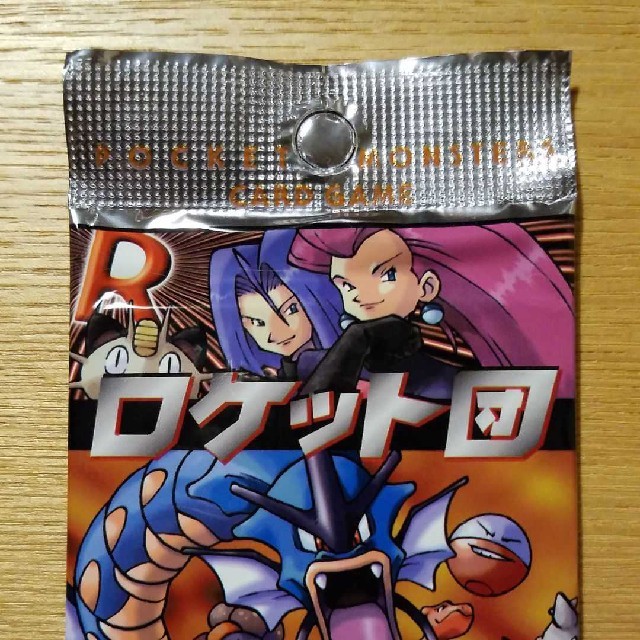 POCKET MONSTERS
CARD GAME
R
ロケット団